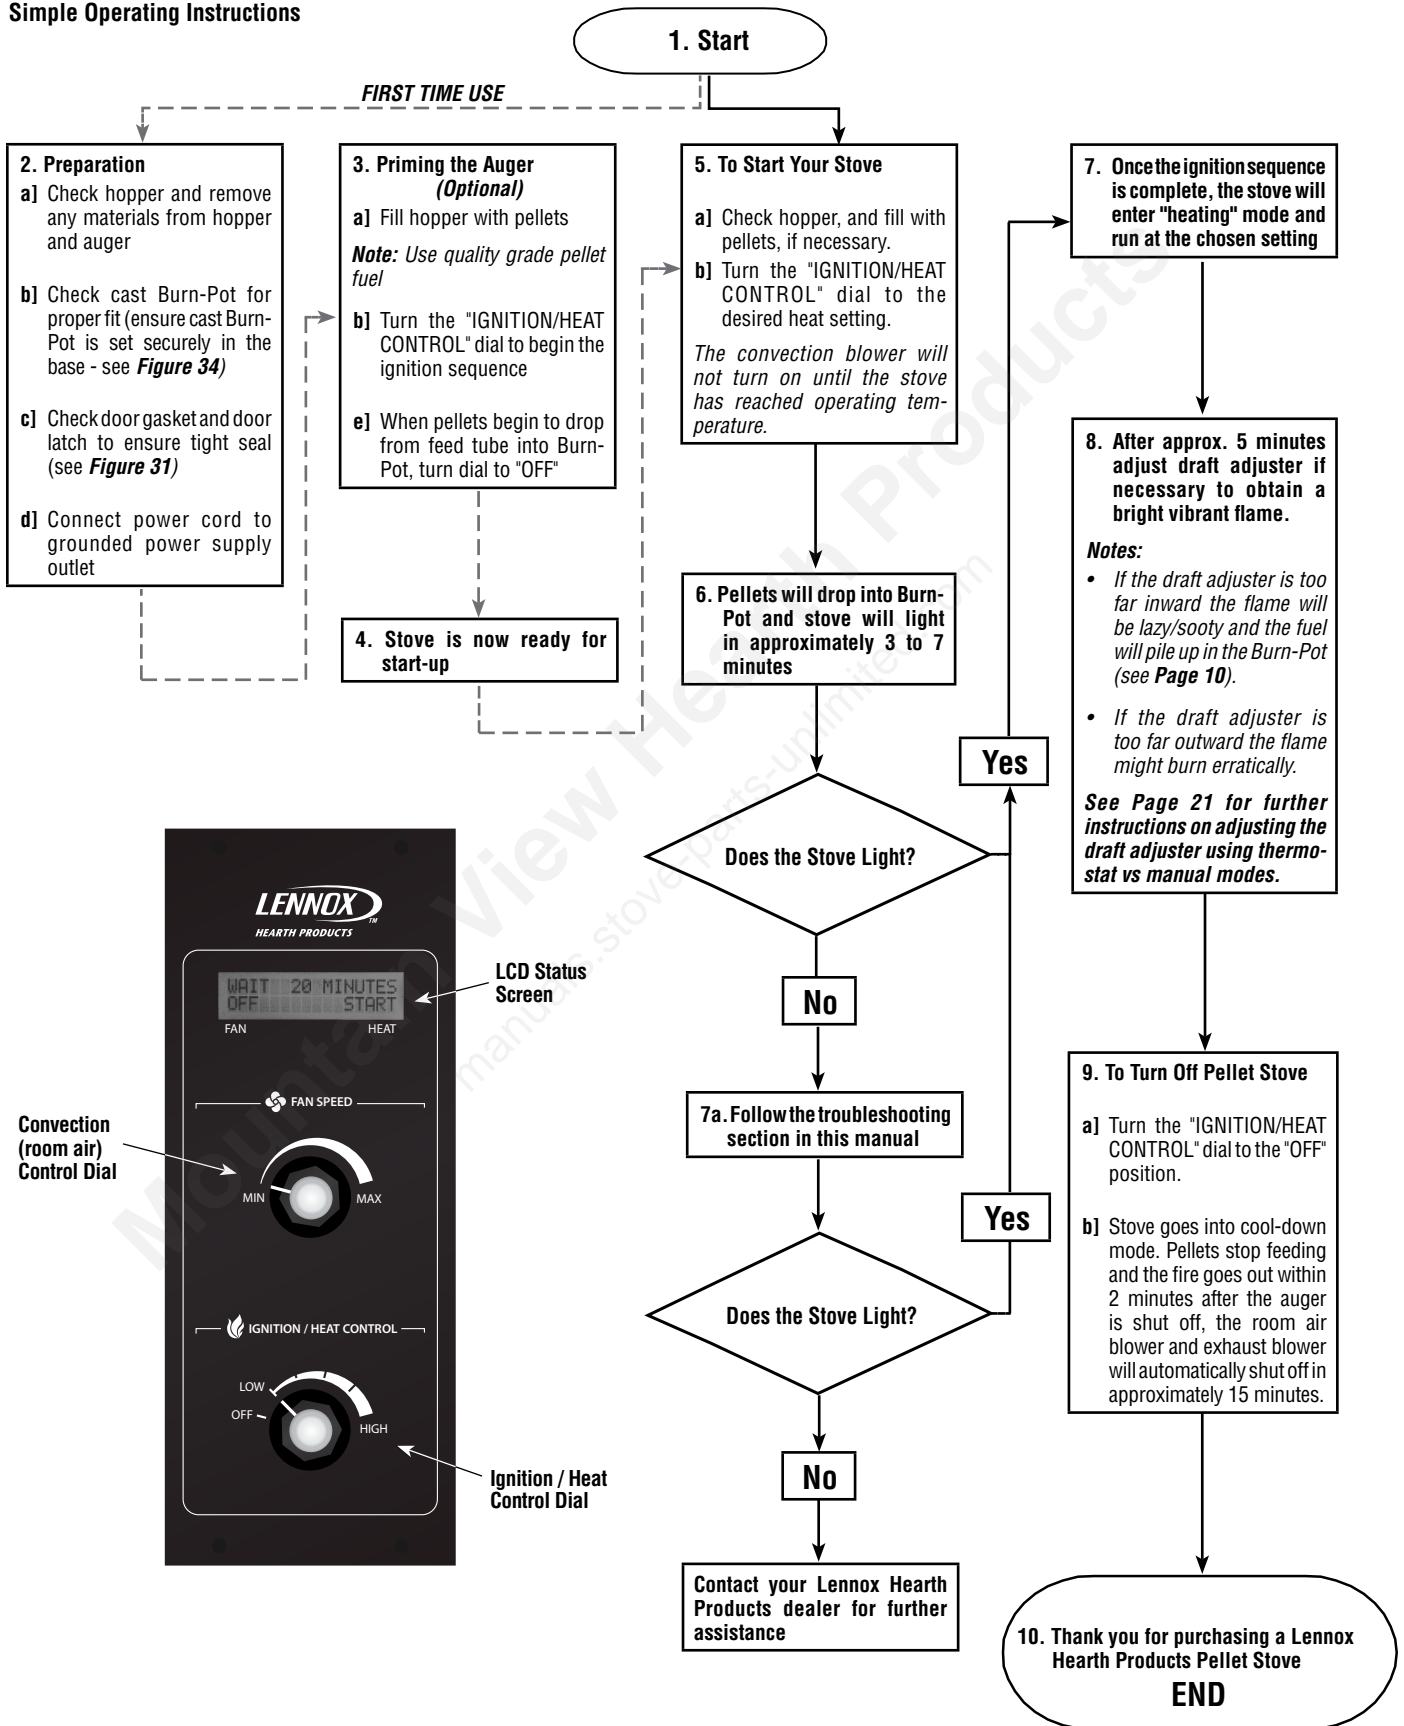 Simple Operating Instructions
1. Start
FIRST TIME USE
2. Preparation
a] Check hopper and remove
any materials from hopper
and auger
b] Check cast Burn-Pot for
proper fit (ensure cast Burn-
Pot is set securely in the
base - see Figure 34)
c] Check door gasket and door
latch to ensure tight seal
(see Figure 31)
d] Connect power cord to
grounded power supply
outlet
3. Priming the Auger
(Optional)
a] Fill hopper with pellets
Note: Use quality grade pellet
fuel
b] Turn the "IGNITION/HEAT
CONTROL" dial to begin the
ignition sequence
e] When pellets begin to drop
from feed tube into Burn-
Pot, turn dial to "OFF"
4. Stove is now ready for
start-up
5. To Start Your Stove
a] Check hopper, and fill with
pellets, if necessary.
b] Turn the "IGNITION/HEAT
CONTROL" dial to the
desired heat setting.
The convection blower will
not turn on until the stove
has reached operating tem-
perature.
6. Pellets will drop into Burn-
Pot and stove will light
in approximately 3 to 7
minutes
Does the Stove Light?
Yes
No
7a. Follow the troubleshooting
section in this manual
Does the Stove Light?
Yes
No
Contact your Lennox Hearth
Products dealer for further
assistance
7. Once the ignition sequence
is complete, the stove will
enter "heating" mode and
run at the chosen setting
8. After approx. 5 minutes
adjust draft adjuster if
necessary to obtain a
bright vibrant flame.
Notes:
• If the draft adjuster is too
far inward the flame will
be lazy/sooty and the fuel
will pile up in the Burn-Pot
(see Page 10).
• If the draft adjuster is
too far outward the flame
might burn erratically.
See Page 21 for further
instructions on adjusting the
draft adjuster using thermo-
stat vs manual modes.
9. To Turn Off Pellet Stove
a] Turn the "IGNITION/HEAT
CONTROL" dial to the "OFF"
position.
b] Stove goes into cool-down
mode. Pellets stop feeding
and the fire goes out within
2 minutes after the auger
is shut off, the room air
blower and exhaust blower
will automatically shut off in
approximately 15 minutes.
10. Thank you for purchasing a Lennox
Hearth Products Pellet Stove
END
LENNOX TM
HEARTH PRODUCTS
WAIT 20 MINUTES
OFF START
FAN HEAT
LCD Status
Screen
FAN SPEED
MIN MAX
Convection
(room air)
Control Dial
IGNITION / HEAT CONTROL
LOW
OFF
HIGH
Ignition / Heat
Control Dial
Mountain View Hearth Products
manuals.stove-parts-unlimited.com